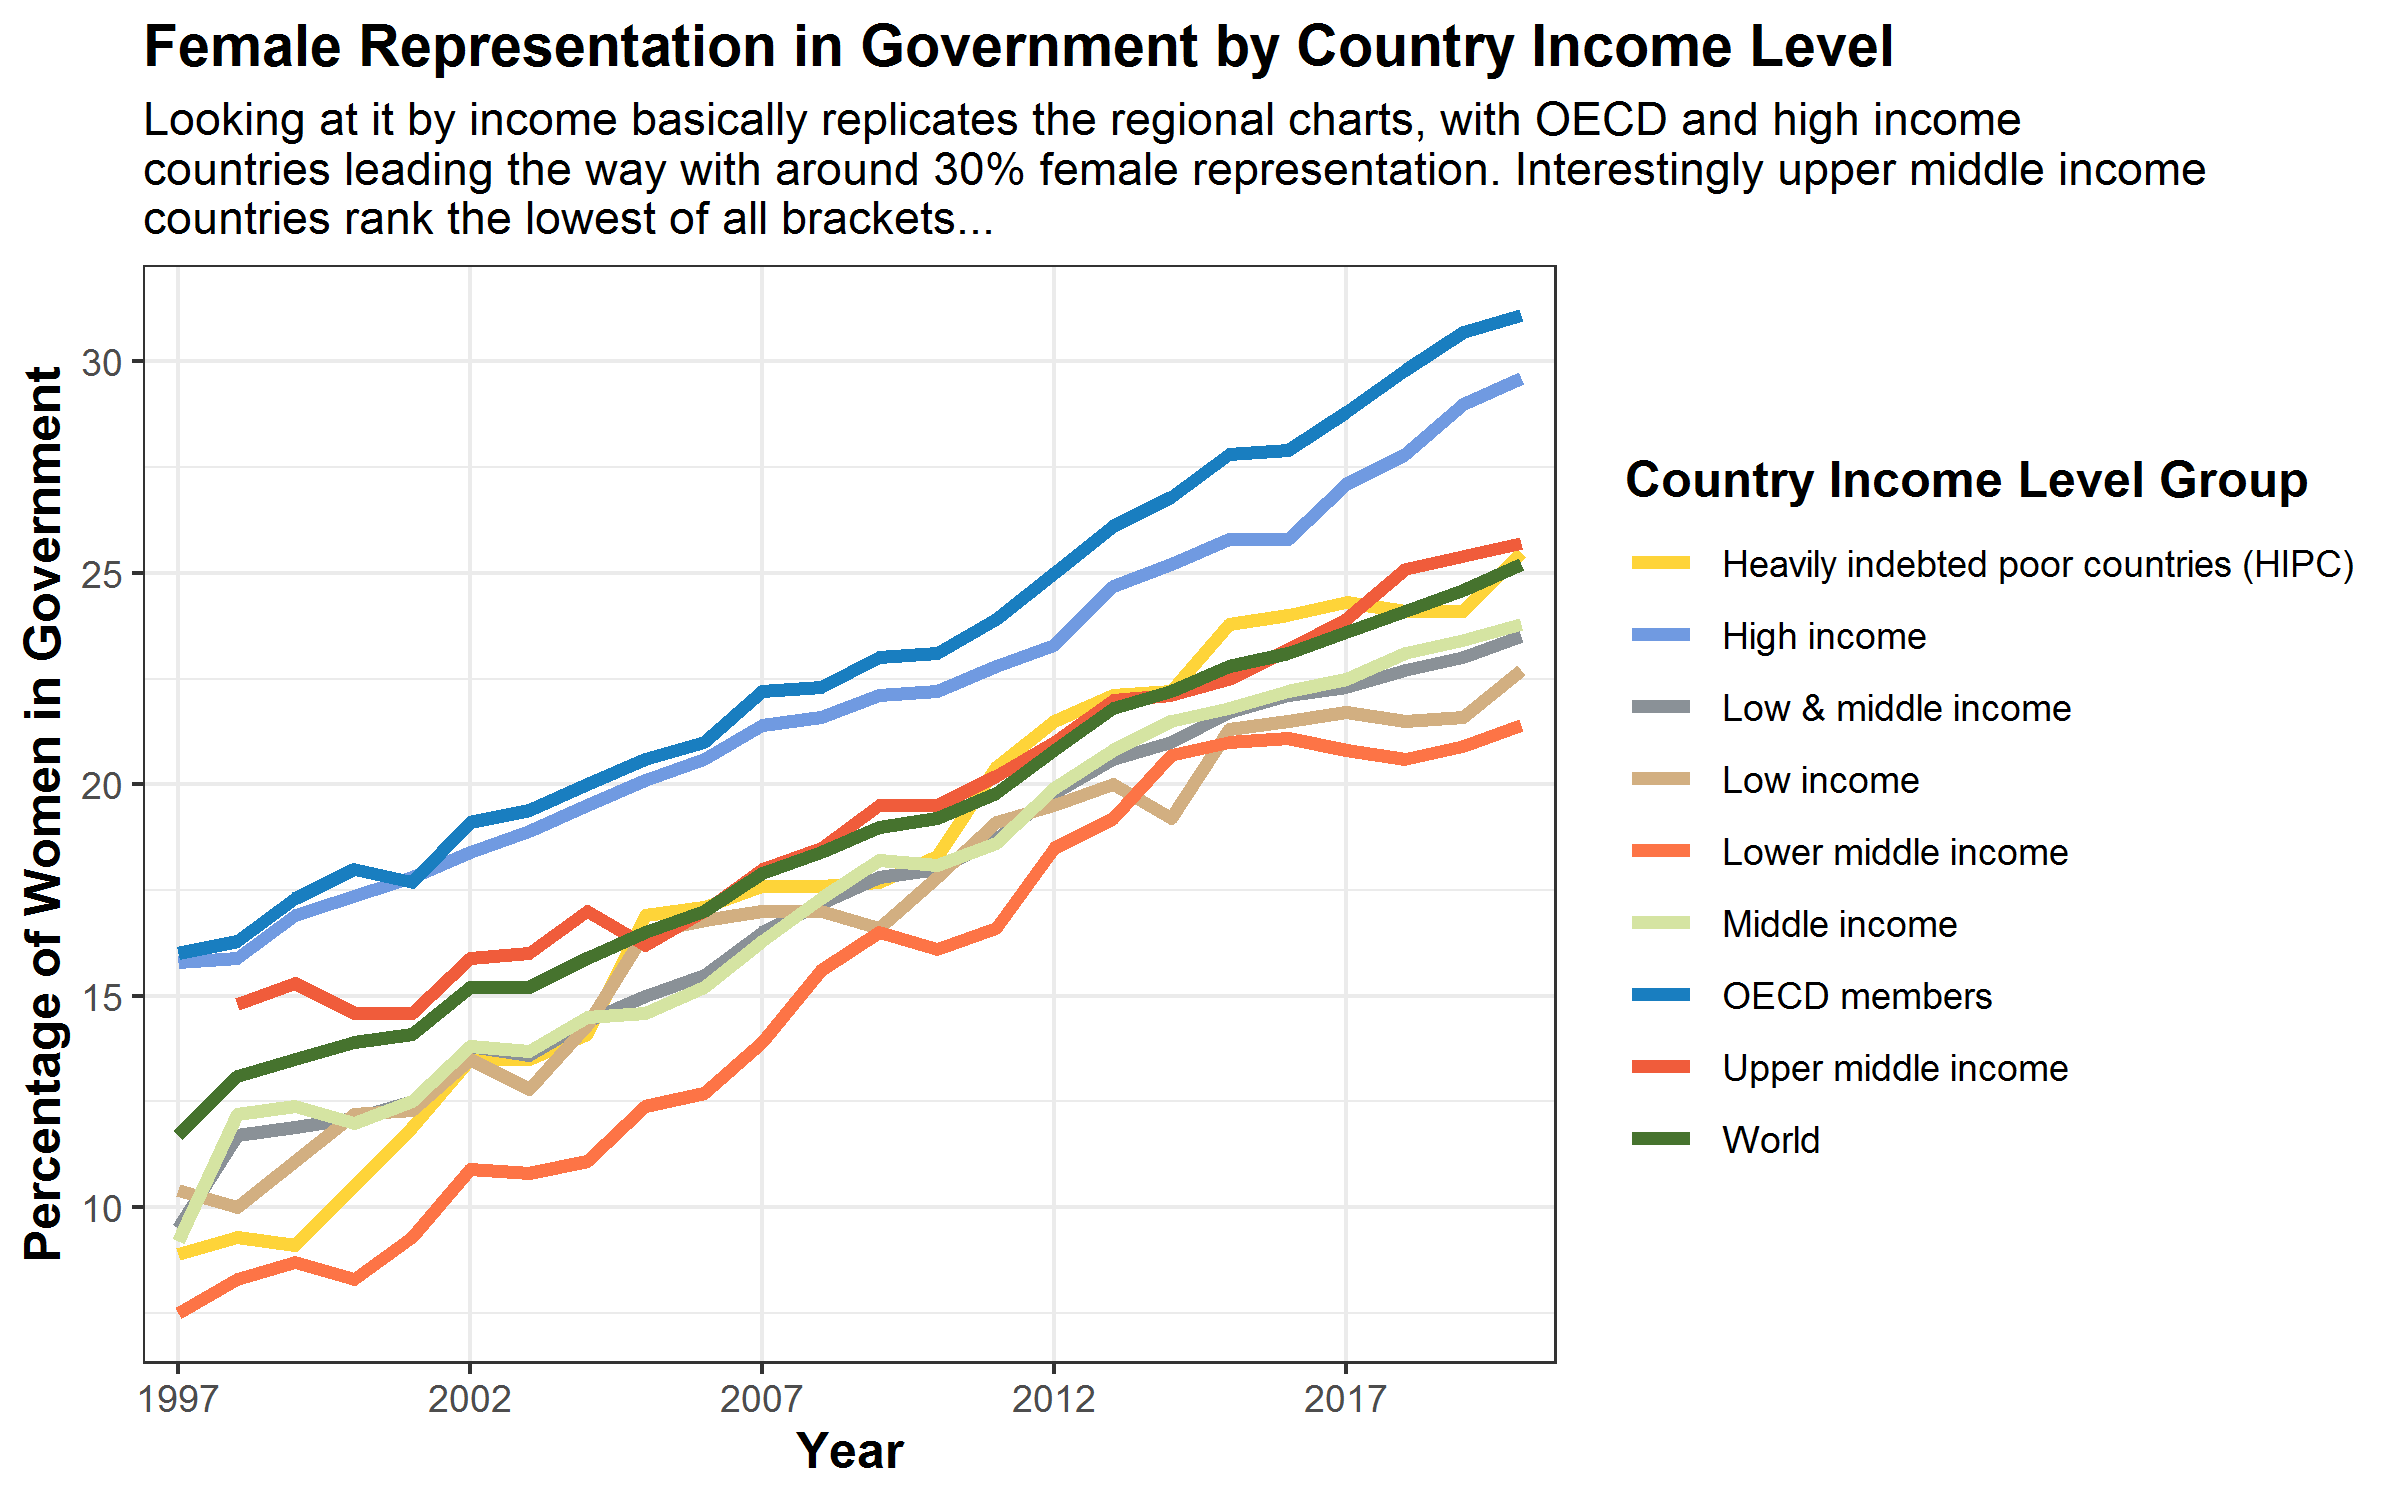 Female Representation in Government by Country Income Level
Looking at it by income basically replicates the regional charts, with OECD and high income
countries leading the way with around 30% female representation. Interestingly upper middle income
countries rank the lowest of all brackets...
Percentage of Women in Government
30
25
20
15
10
1997
2002
2007
2012
2017
Year
Country Income Level Group
Heavily indebted poor countries (HIPC)
High income
Low & middle income
Low income
Lower middle income
Middle income
OECD members
Upper middle income
World